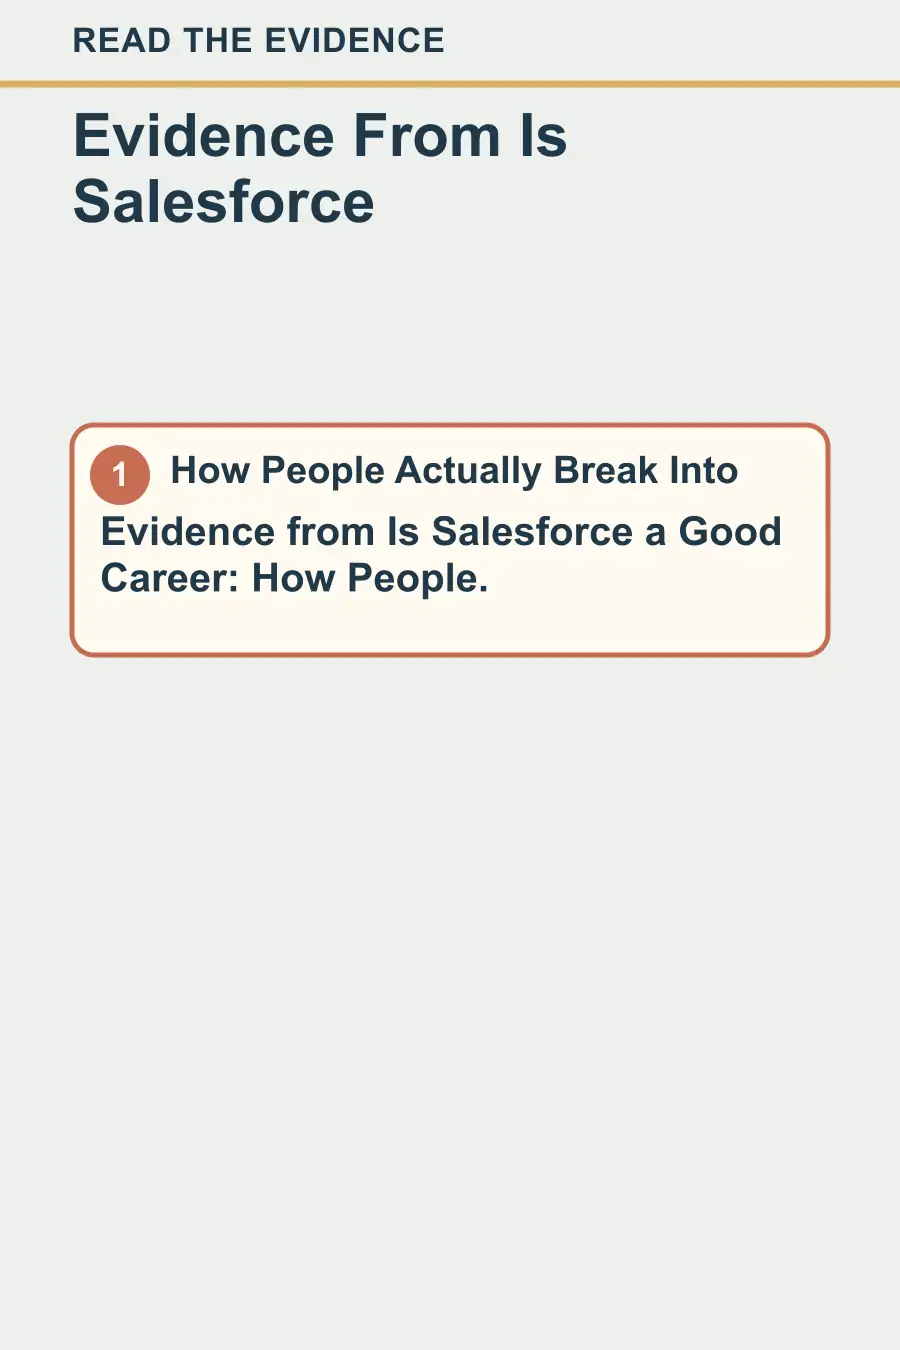 READ THE EVIDENCE
Evidence From Is
Salesforce
1 How People Actually Break Into
Evidence from Is Salesforce a Good
Career: How People.